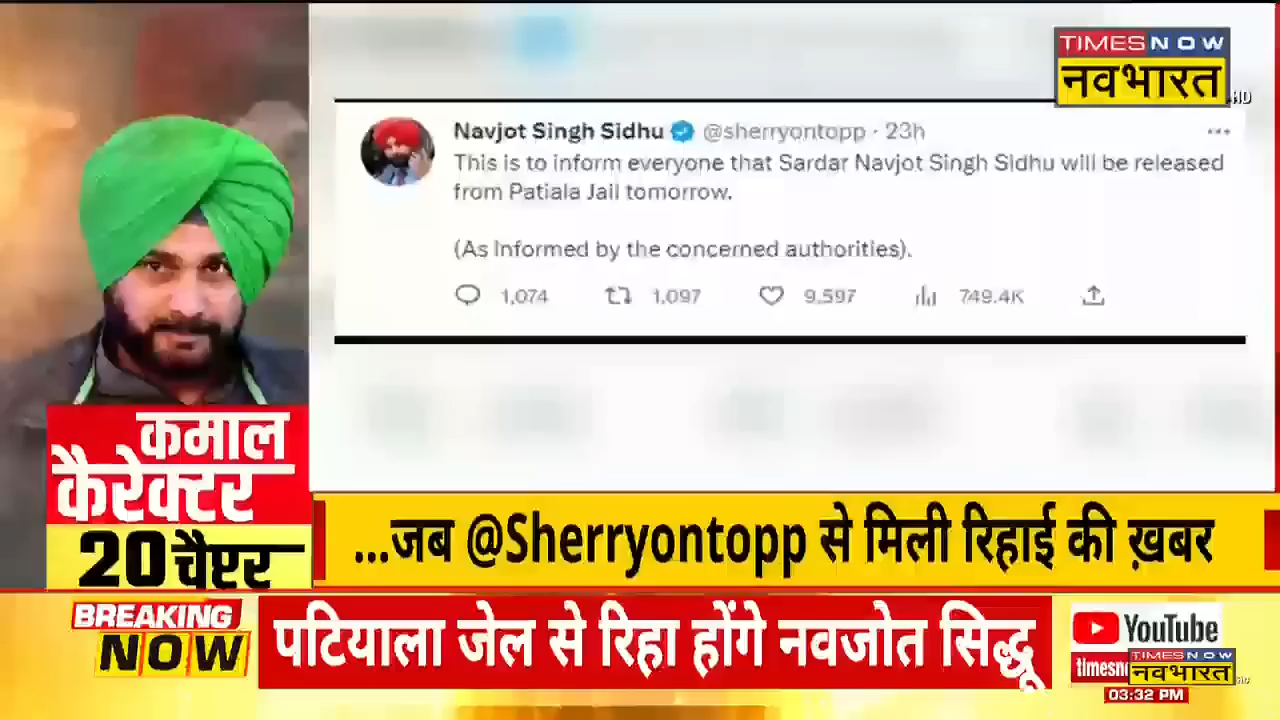 TIMES NOW
नवभारत
HD
Navjot Singh Sidhu @sherryontopp · 23h
This is to inform everyone that Sardar Navjot Singh Sidhu will be released
from Patiala Jail tomorrow.
(As Informed by the concerned authorities).
1,074 1,097 9,597 749.4K
कमाल
कैरेक्टर
20 चैप्टर
...जब @Sherryontopp से मिली रिहाई की ख़बर
BREAKING
NOW
पटियाला जेल से रिहा होंगे नवजोत सिद्धू
YouTube
TIMES NOW
नवभारत
HD
03:32 PM